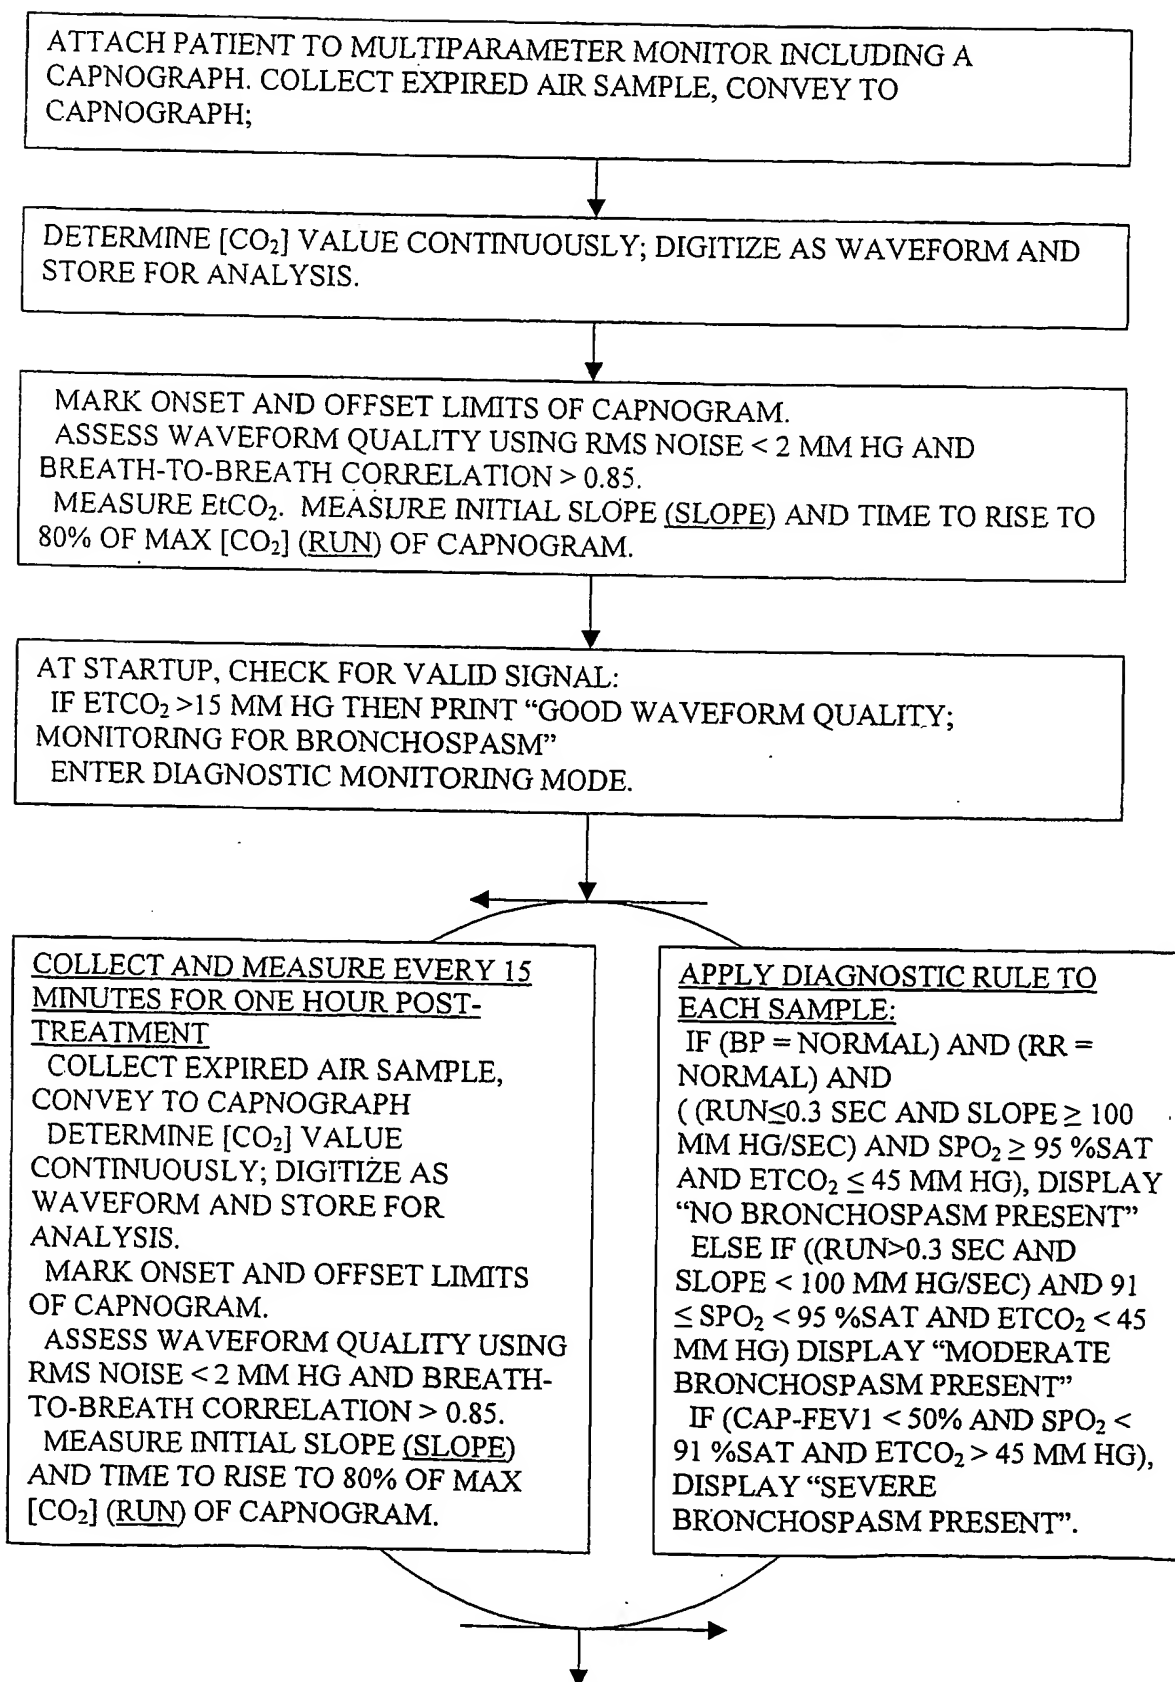 ATTACH PATIENT TO MULTIPARAMETER MONITOR INCLUDING A
CAPNOGRAPH. COLLECT EXPIRED AIR SAMPLE, CONVEY TO
CAPNOGRAPH;
DETERMINE [CO₂] VALUE CONTINUOUSLY; DIGITIZE AS WAVEFORM AND
STORE FOR ANALYSIS.
MARK ONSET AND OFFSET LIMITS OF CAPNOGRAM.
ASSESS WAVEFORM QUALITY USING RMS NOISE < 2 MM HG AND
BREATH-TO-BREATH CORRELATION > 0.85.
MEASURE EtCO₂. MEASURE INITIAL SLOPE (SLOPE) AND TIME TO RISE TO
80% OF MAX [CO₂] (RUN) OF CAPNOGRAM.
AT STARTUP, CHECK FOR VALID SIGNAL:
IF ETCO₂ >15 MM HG THEN PRINT “GOOD WAVEFORM QUALITY;
MONITORING FOR BRONCHOSPASM”
ENTER DIAGNOSTIC MONITORING MODE.
COLLECT AND MEASURE EVERY 15
MINUTES FOR ONE HOUR POST-
TREATMENT
COLLECT EXPIRED AIR SAMPLE,
CONVEY TO CAPNOGRAPH
DETERMINE [CO₂] VALUE
CONTINUOUSLY; DIGITIZE AS
WAVEFORM AND STORE FOR
ANALYSIS.
MARK ONSET AND OFFSET LIMITS
OF CAPNOGRAM.
ASSESS WAVEFORM QUALITY USING
RMS NOISE < 2 MM HG AND BREATH-
TO-BREATH CORRELATION > 0.85.
MEASURE INITIAL SLOPE (SLOPE)
AND TIME TO RISE TO 80% OF MAX
[CO₂] (RUN) OF CAPNOGRAM.
APPLY DIAGNOSTIC RULE TO
EACH SAMPLE:
IF (BP = NORMAL) AND (RR =
NORMAL) AND
( (RUN≤0.3 SEC AND SLOPE ≥ 100
MM HG/SEC) AND SPO₂ ≥ 95 %SAT
AND ETCO₂ ≤ 45 MM HG), DISPLAY
“NO BRONCHOSPASM PRESENT”
ELSE IF ((RUN>0.3 SEC AND
SLOPE < 100 MM HG/SEC) AND 91
≤ SPO₂ < 95 %SAT AND ETCO₂ < 45
MM HG) DISPLAY “MODERATE
BRONCHOSPASM PRESENT”
IF (CAP-FEV1 < 50% AND SPO₂ <
91 %SAT AND ETCO₂ > 45 MM HG),
DISPLAY “SEVERE
BRONCHOSPASM PRESENT”.